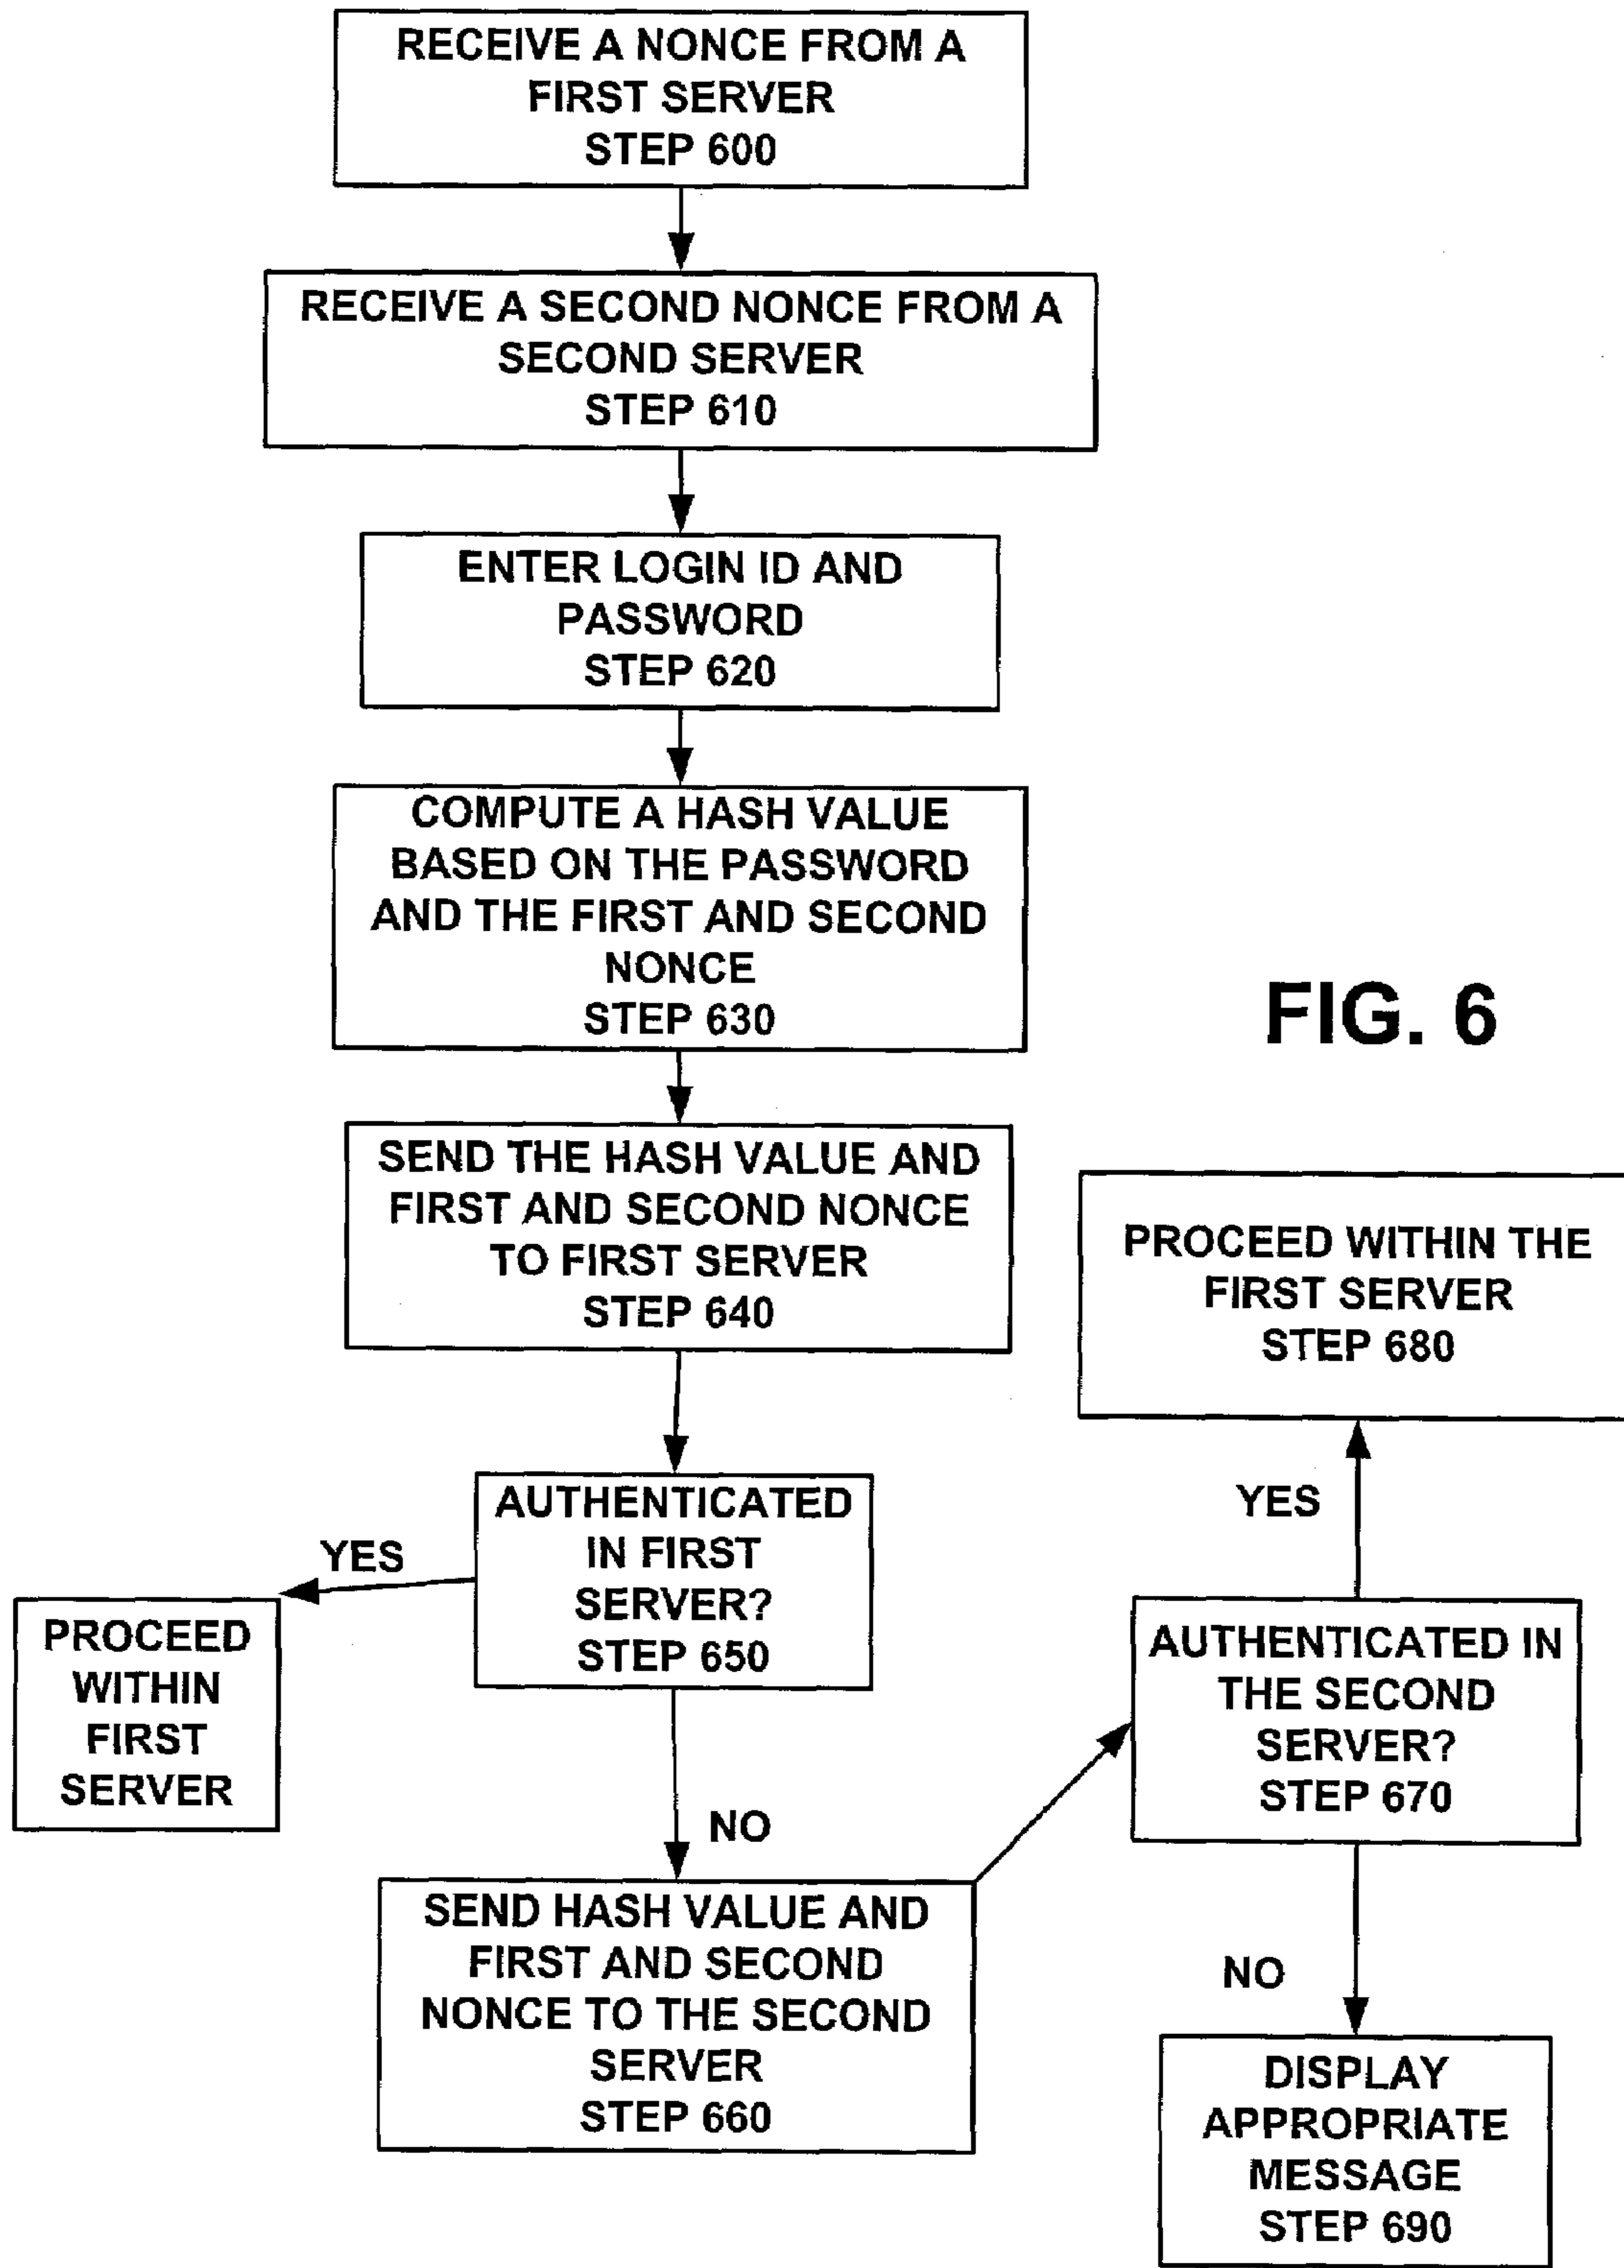 RECEIVE A NONCE FROM A
FIRST SERVER
STEP 600
RECEIVE A SECOND NONCE FROM A
SECOND SERVER
STEP 610
ENTER LOGIN ID AND
PASSWORD
STEP 620
COMPUTE A HASH VALUE
BASED ON THE PASSWORD
AND THE FIRST AND SECOND
NONCE
STEP 630
FIG. 6
SEND THE HASH VALUE AND
FIRST AND SECOND NONCE
TO FIRST SERVER
STEP 640
AUTHENTICATED
IN FIRST
SERVER?
STEP 650
YES
PROCEED
WITHIN
FIRST
SERVER
NO
SEND HASH VALUE AND
FIRST AND SECOND
NONCE TO THE SECOND
SERVER
STEP 660
AUTHENTICATED IN
THE SECOND
SERVER?
STEP 670
YES
PROCEED WITHIN THE
FIRST SERVER
STEP 680
NO
DISPLAY
APPROPRIATE
MESSAGE
STEP 690